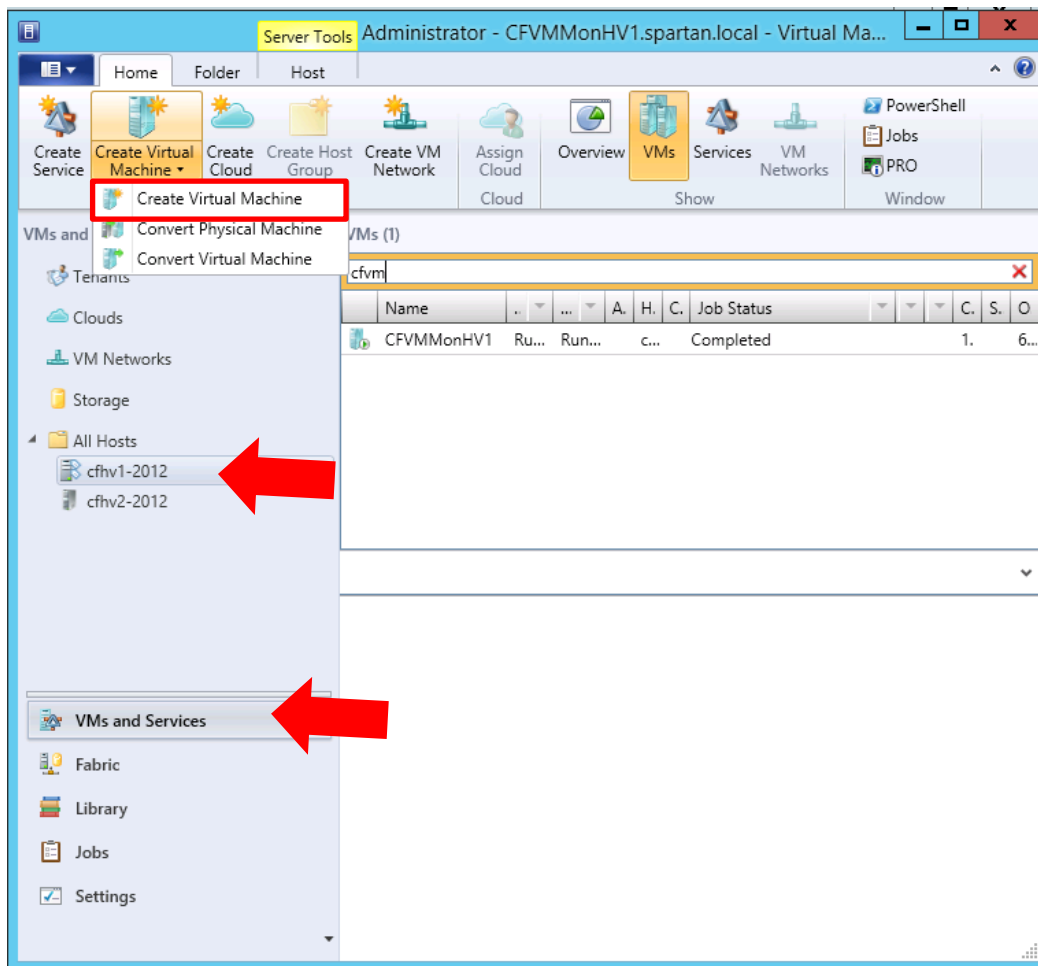 Server Tools
Administrator - CFVMMonHV1.spartan.local - Virtual Ma...
Home
Folder
Host
Create Service
Create Virtual Machine
Create Cloud
Create Host Group
Create VM Network
Assign Cloud
Overview
VMs
Services
VM Networks
PowerShell
Jobs
PRO
Cloud
Show
Window
Create Virtual Machine
Convert Physical Machine
Convert Virtual Machine
VMs and
VMs (1)
Tenants
cfvm
Clouds
VM Networks
Storage
All Hosts
cfhv1-2012
cfhv2-2012
Name .. ... A. H. C. Job Status C. S. O
CFVMMonHV1 Ru... Run... c... Completed 1. 6...
VMs and Services
Fabric
Library
Jobs
Settings